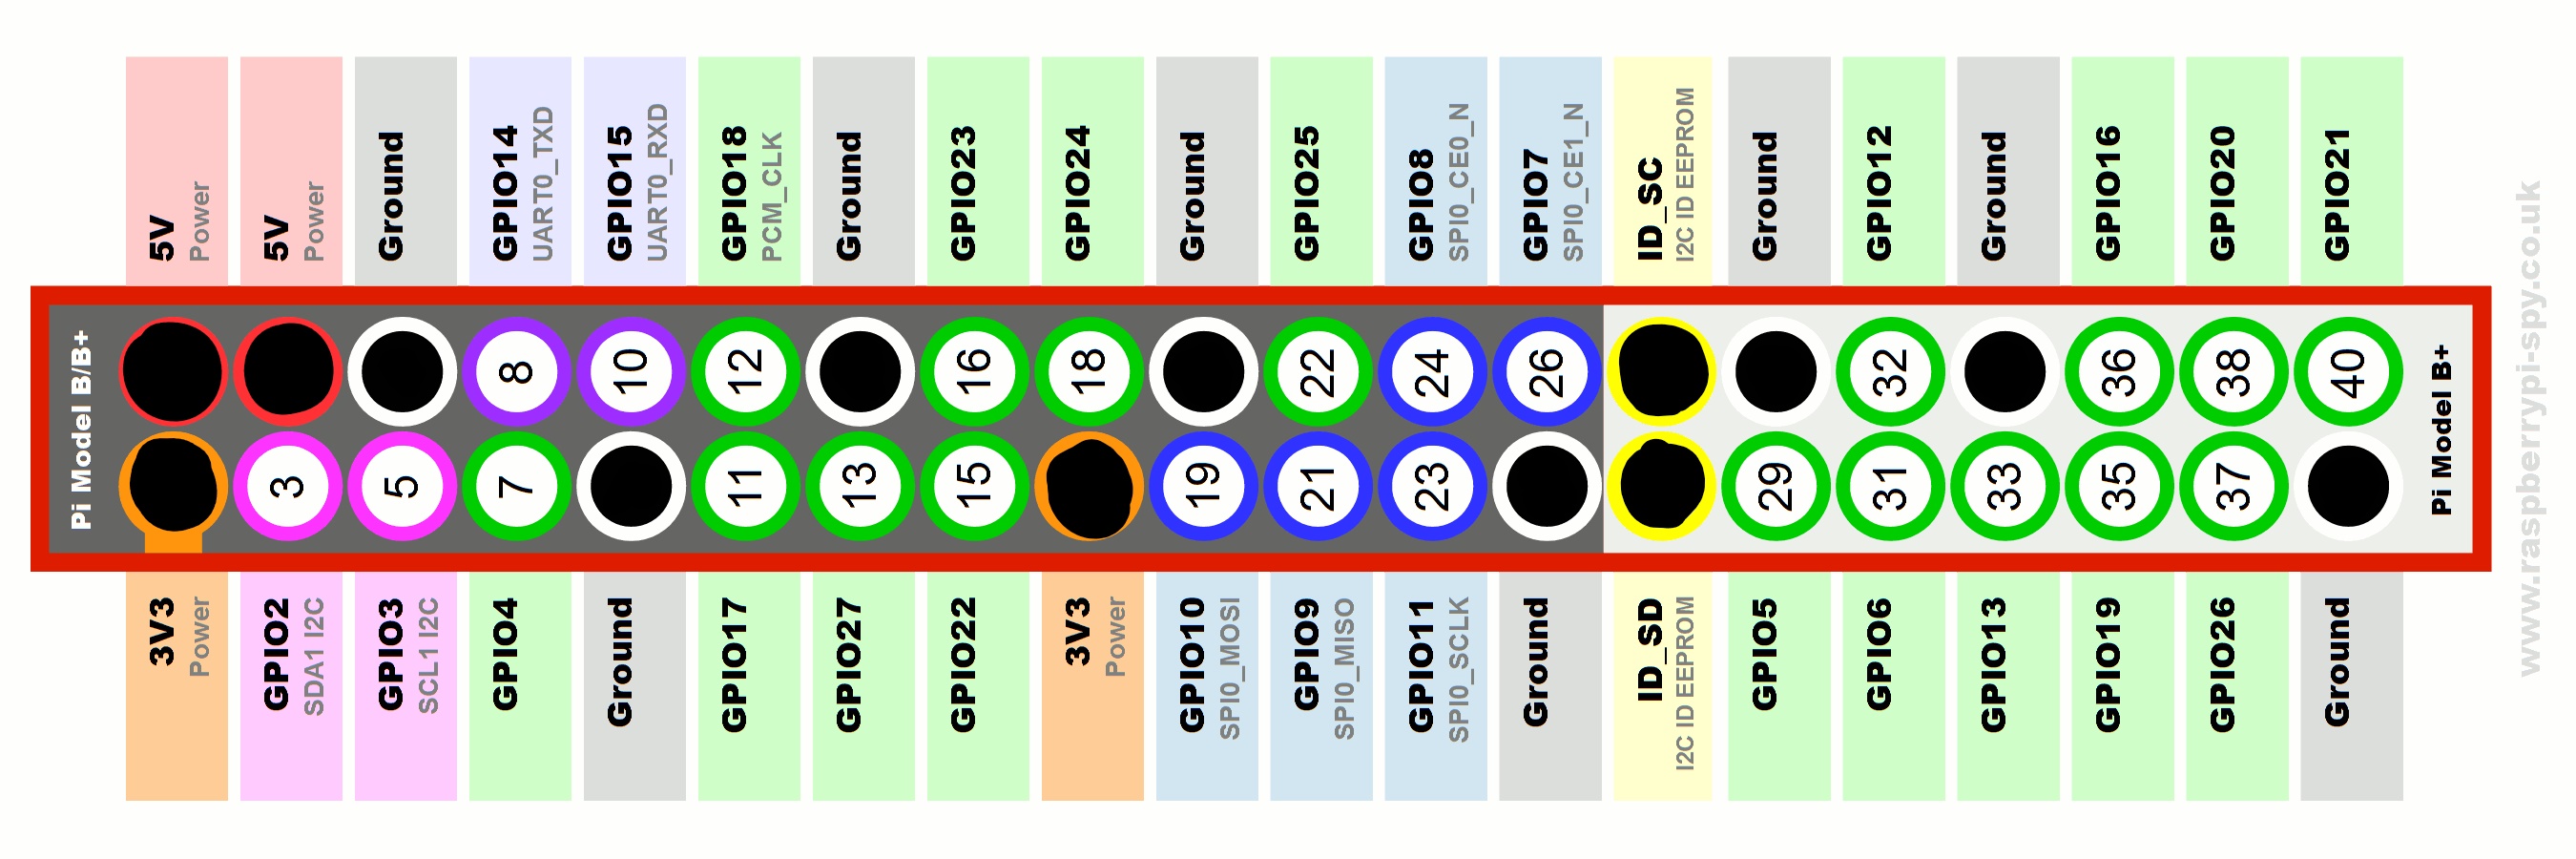 5V
Power
5V
Power
Ground
GPIO14
UART0_TXD
GPIO15
UART0_RXD
GPIO18
PCM_CLK
Ground
GPIO23
GPIO24
Ground
GPIO25
GPIO8
SPI0_CE0_N
GPIO7
SPI0_CE1_N
ID_SC
I2C ID EEPROM
Ground
GPIO12
Ground
GPIO16
GPIO20
GPIO21
Pi Model B/B+
8
10
12
16
18
22
24
26
32
36
38
40
3
5
7
11
13
15
19
21
23
29
31
33
35
37
Pi Model B+
3V3
Power
GPIO2
SDA1 I2C
GPIO3
SCL1 I2C
GPIO4
Ground
GPIO17
GPIO27
GPIO22
3V3
Power
GPIO10
SPI0_MOSI
GPIO9
SPI0_MISO
GPIO11
SPI0_SCLK
Ground
ID_SD
I2C ID EEPROM
GPIO5
GPIO6
GPIO13
GPIO19
GPIO26
Ground
www.raspberrypi-spy.co.uk